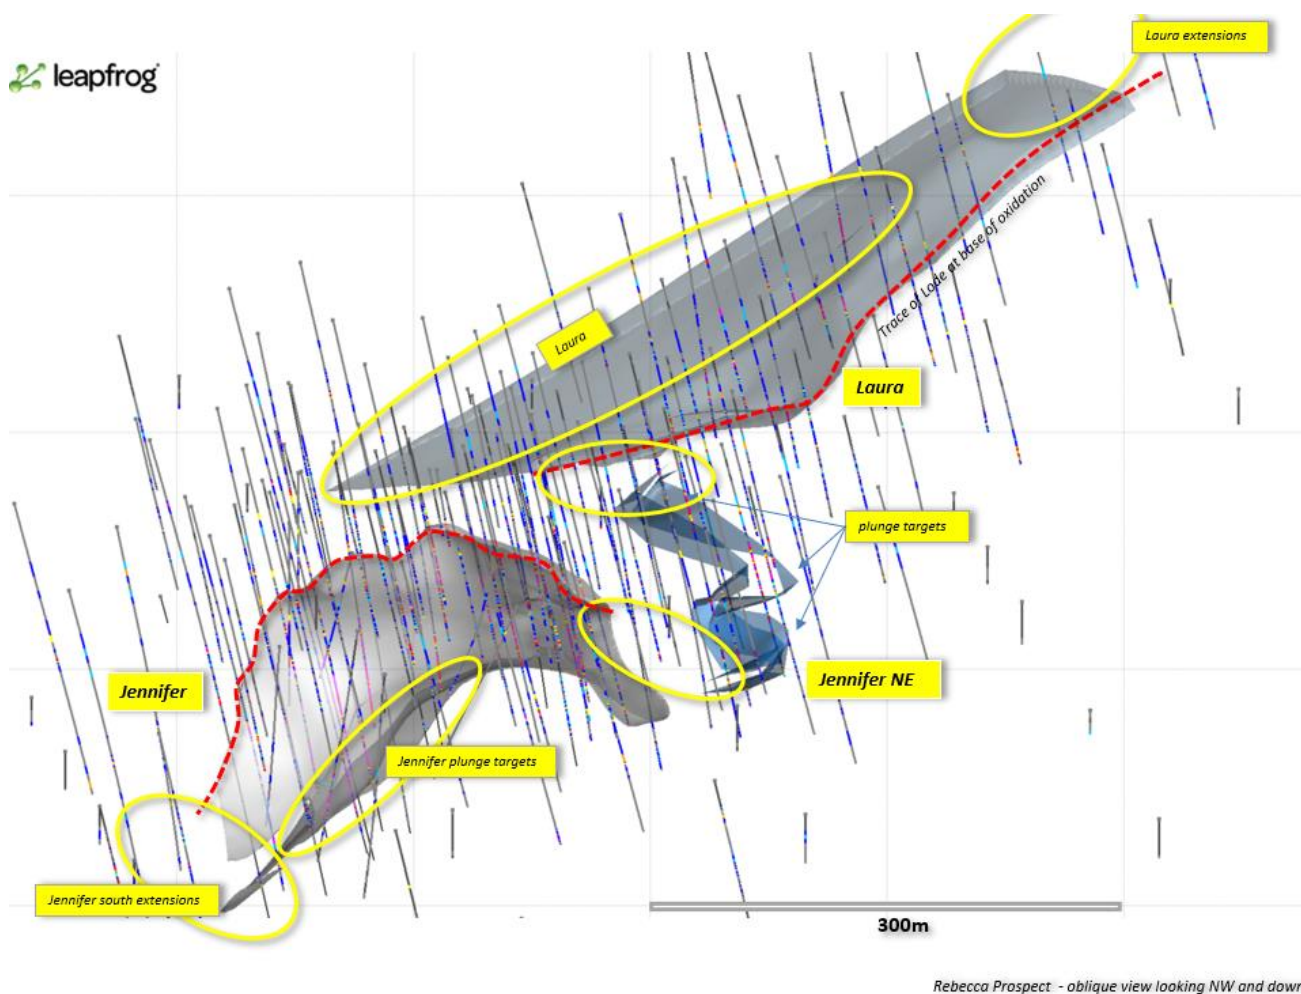 Laura extensions
leapfrog
Trace of Lode at base of oxidation
Laura
Laura
plunge targets
Jennifer
Jennifer NE
Jennifer plunge targets
Jennifer south extensions
300m
Rebecca Prospect - oblique view looking NW and down